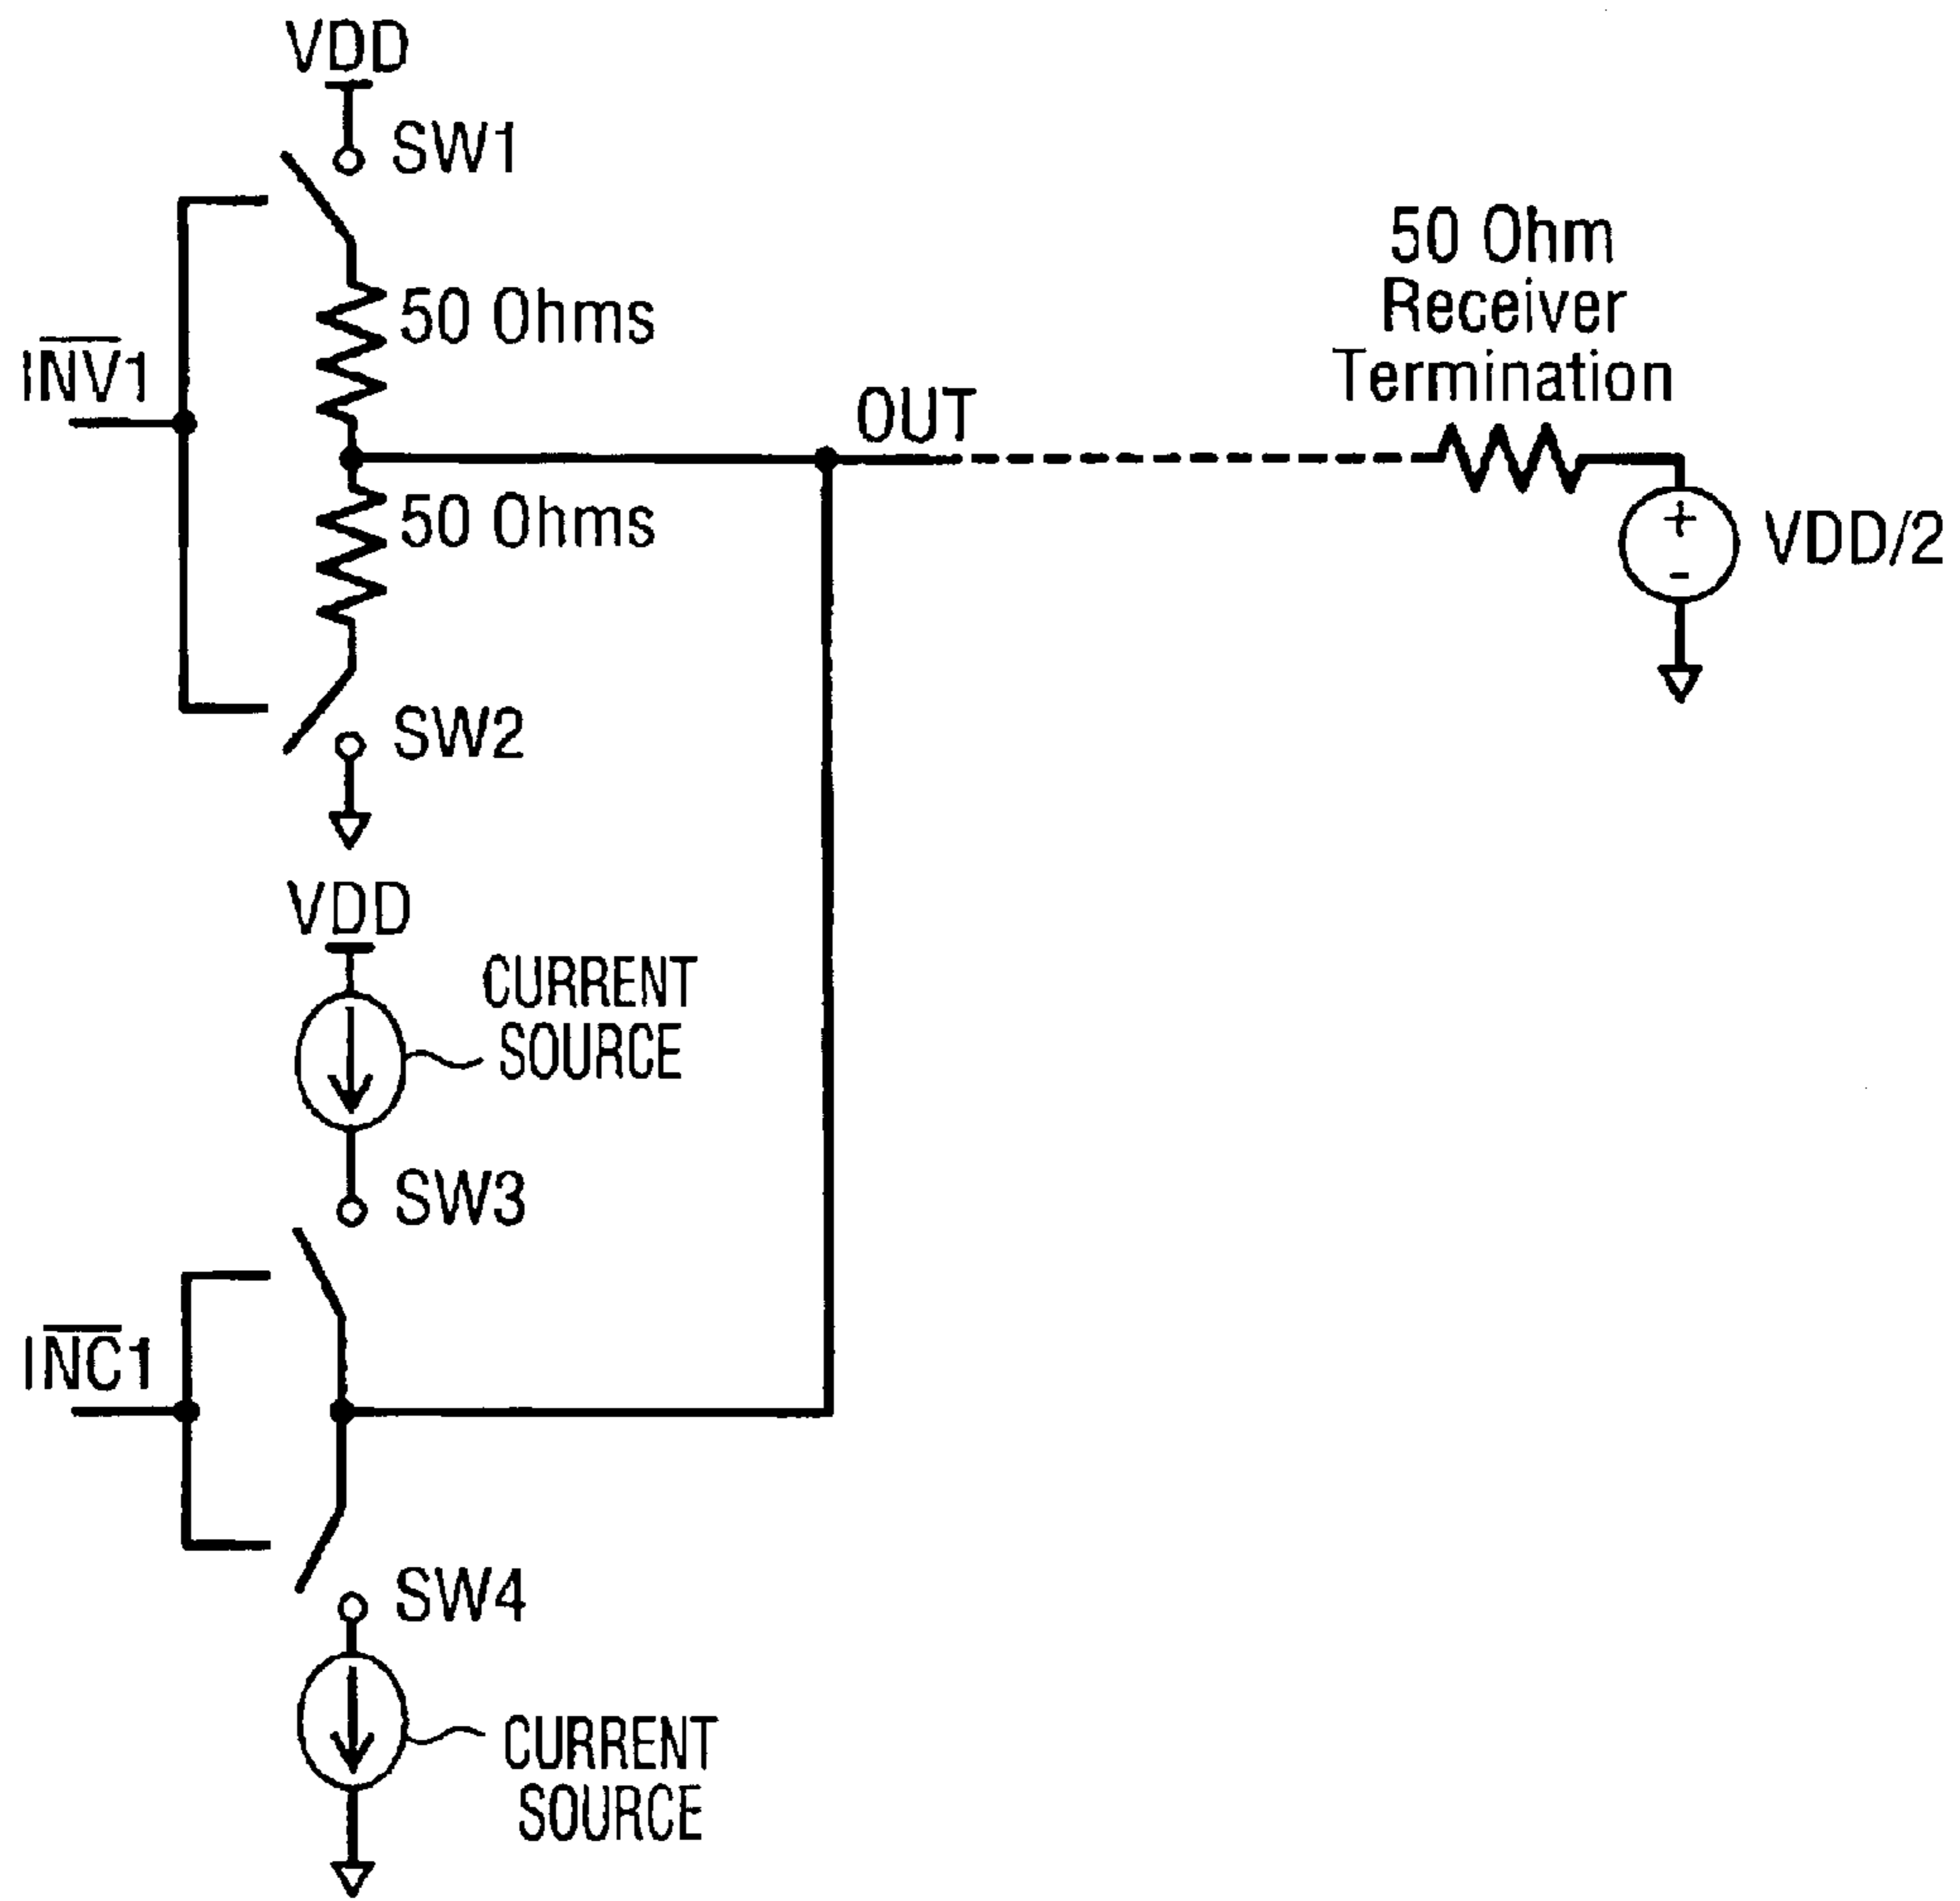 VDD
SW1
50 Ohms
INV1
50 Ohms
SW2
OUT
50 Ohm
Receiver
Termination
+
-
VDD/2
VDD
CURRENT
SOURCE
SW3
INC1
SW4
CURRENT
SOURCE